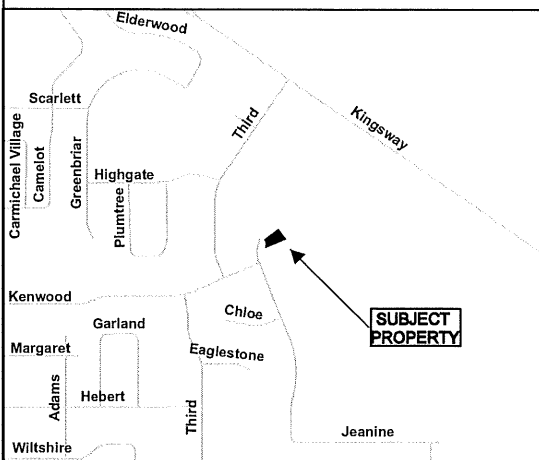 Elderwood
Scarlett
Third
Kingsway
Carmichael Village
Camelot
Greenbriar
Highgate
Plumtree
Kenwood
Chloe
SUBJECT
PROPERTY
Garland
Margaret
Eaglestone
Adams
Hebert
Third
Jeanine
Wiltshire